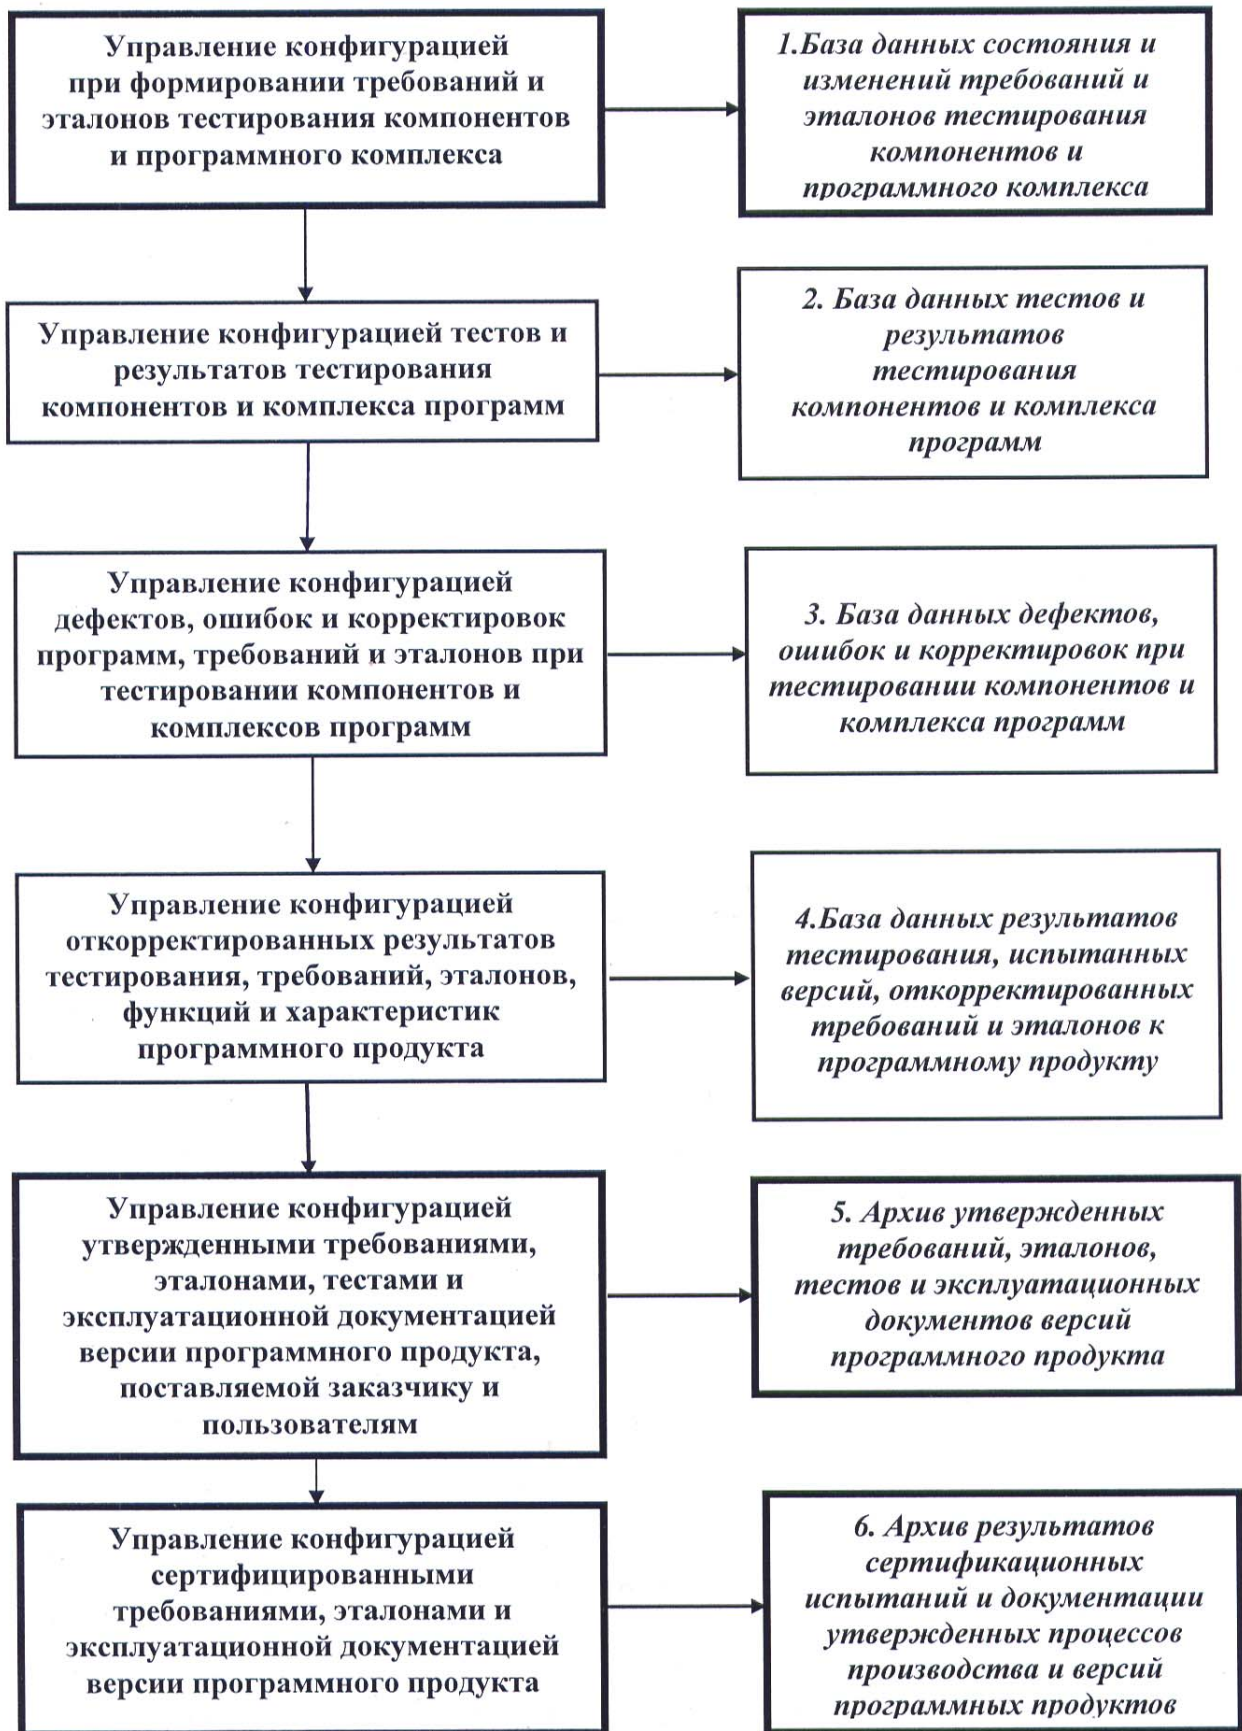 Управление конфигурацией
при формировании требований и
эталонов тестирования компонентов
и программного комплекса
1.База данных состояния и
изменений требований и
эталонов тестирования
компонентов и
программного комплекса
Управление конфигурацией тестов и
результатов тестирования
компонентов и комплекса программ
2. База данных тестов и
результатов
тестирования
компонентов и комплекса
программ
Управление конфигурацией
дефектов, ошибок и корректировок
программ, требований и эталонов при
тестировании компонентов и
комплексов программ
3. База данных дефектов,
ошибок и корректировок при
тестировании компонентов и
комплекса программ
Управление конфигурацией
откорректированных результатов
тестирования, требований, эталонов,
функций и характеристик
программного продукта
4.База данных результатов
тестирования, испытанных
версий, откорректированных
требований и эталонов к
программному продукту
Управление конфигурацией
утвержденными требованиями,
эталонами, тестами и
эксплуатационной документацией
версии программного продукта,
поставляемой заказчику и
пользователям
5. Архив утвержденных
требований, эталонов,
тестов и эксплуатационных
документов версий
программного продукта
Управление конфигурацией
сертифицированными
требованиями, эталонами и
эксплуатационной документацией
версии программного продукта
6. Архив результатов
сертификационных
испытаний и документации
утвержденных процессов
производства и версий
программных продуктов